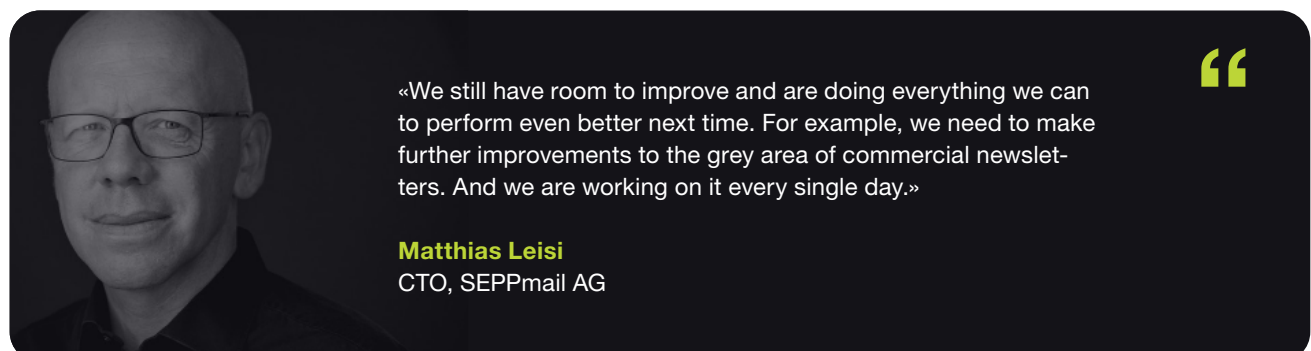 «We still have room to improve and are doing everything we can
to perform even better next time. For example, we need to make
further improvements to the grey area of commercial newslet-
ters. And we are working on it every single day.»
Matthias Leisi
CTO, SEPPmail AG